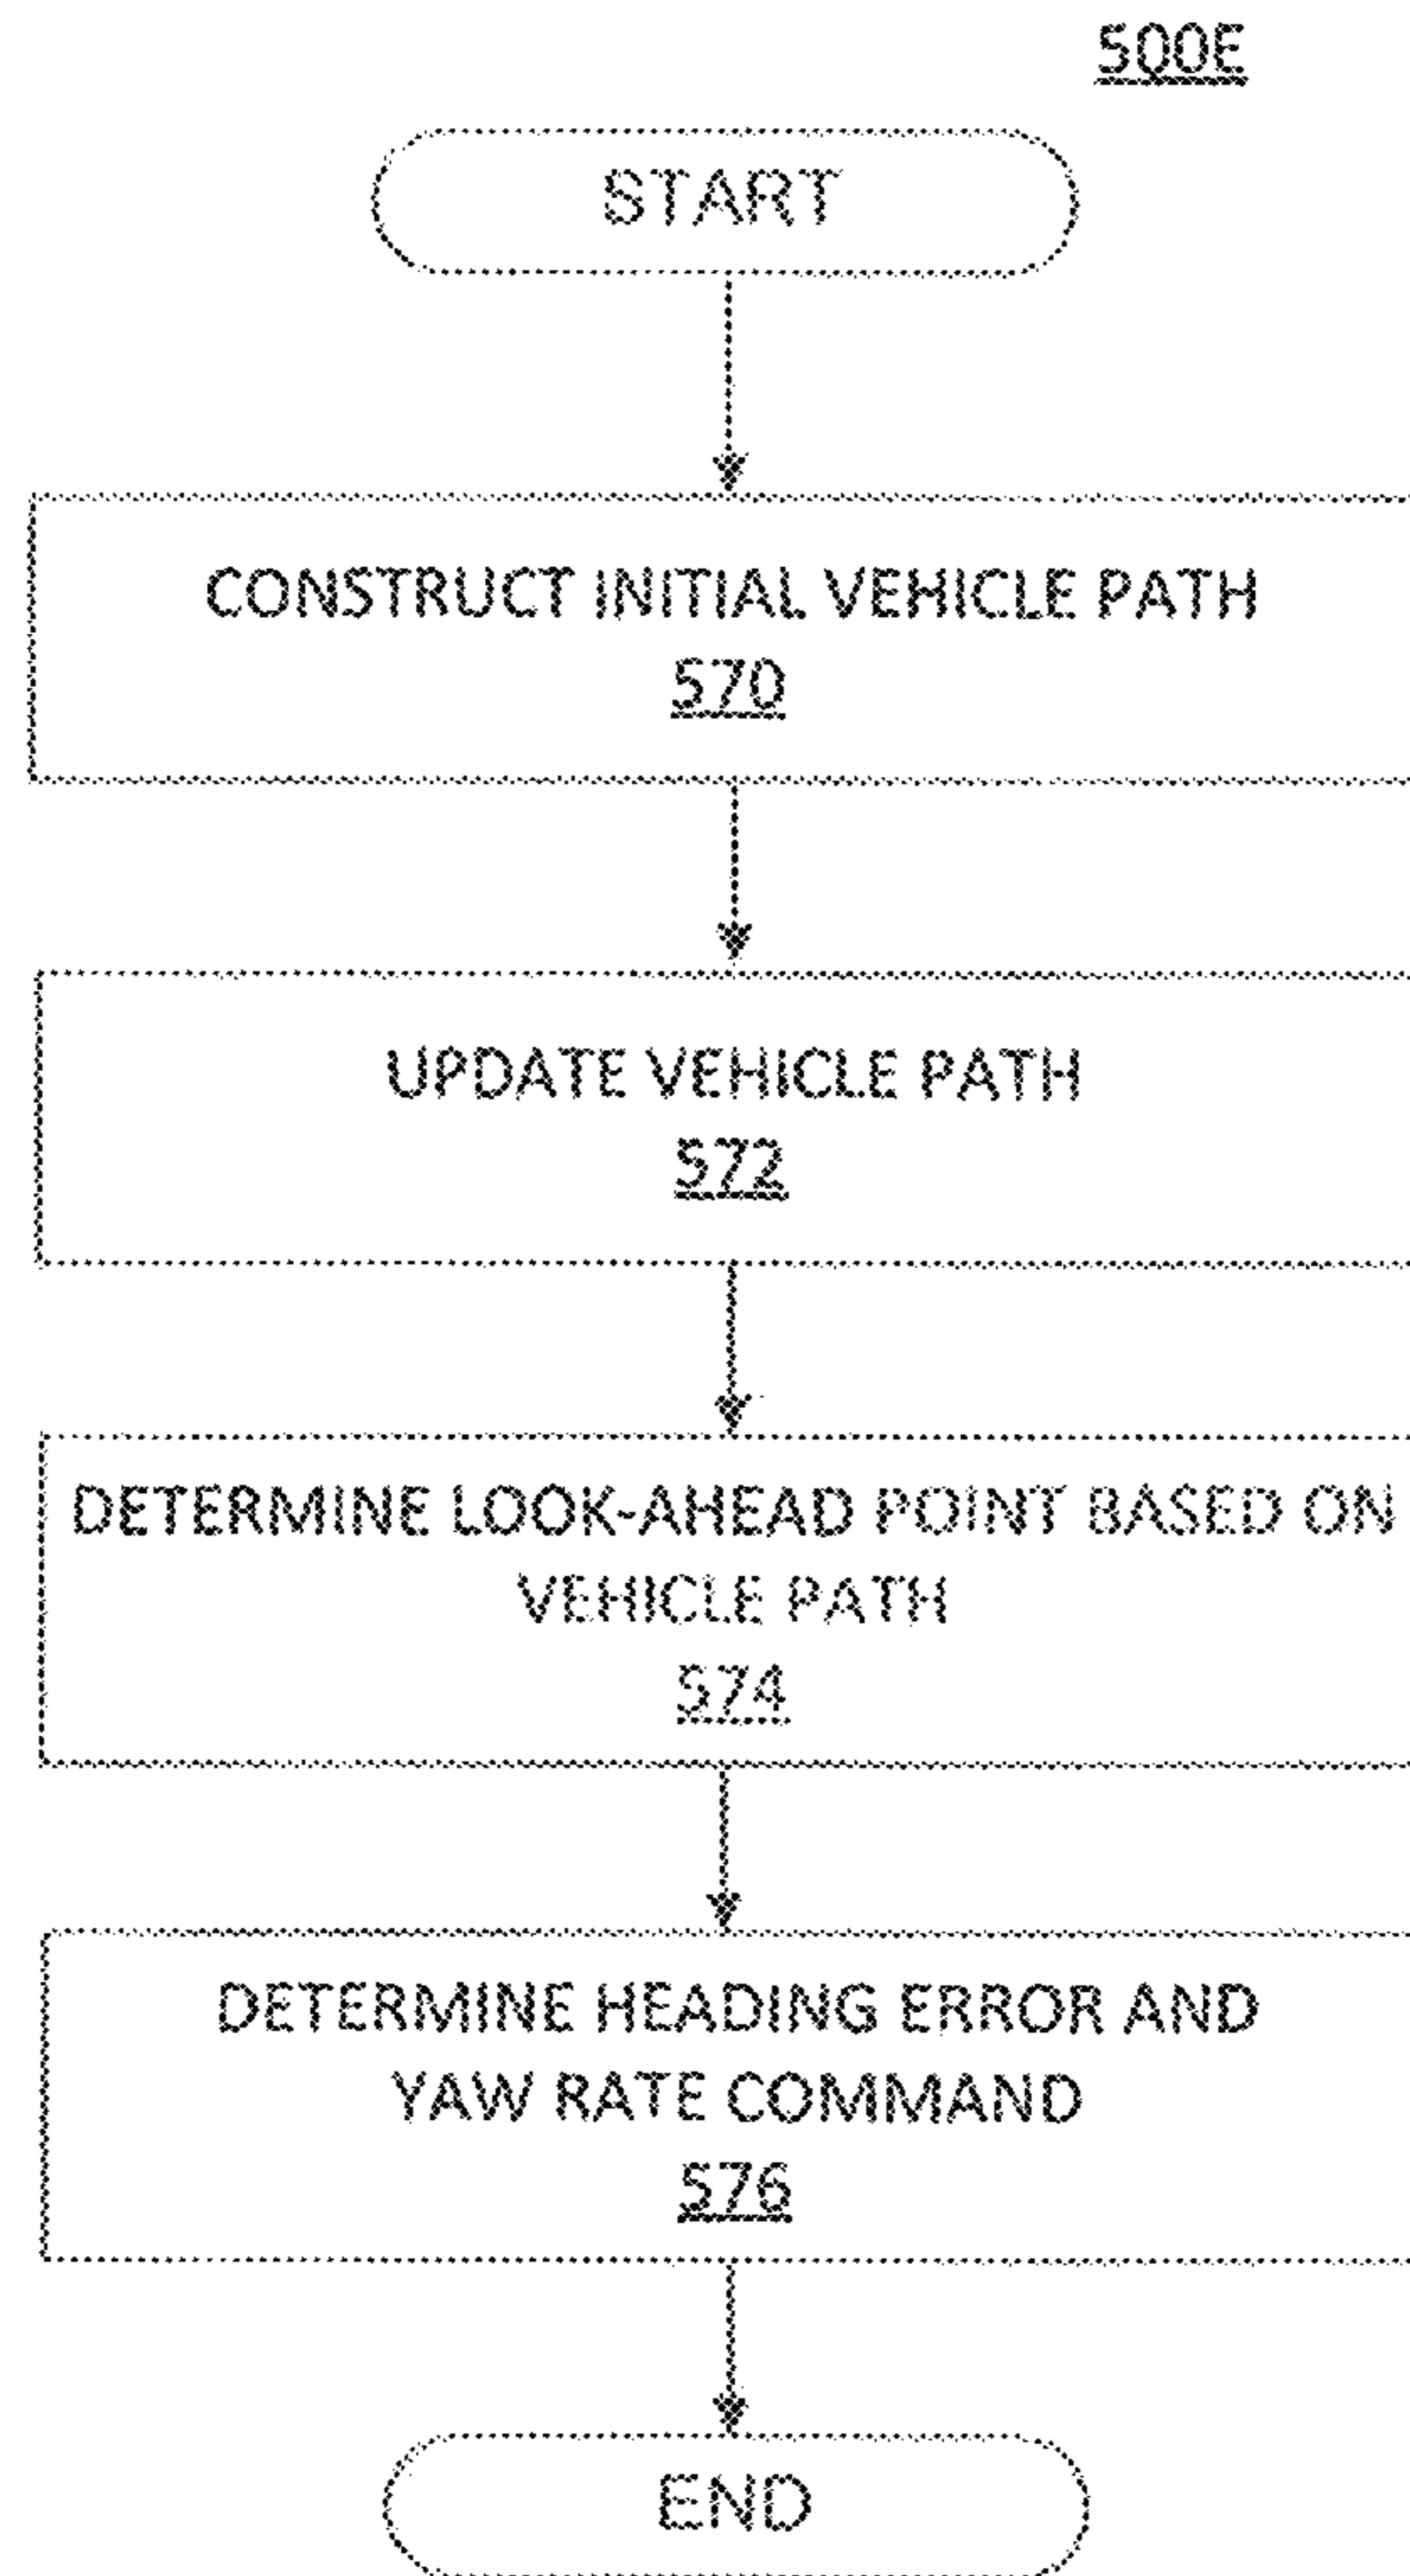 500E
START
CONSTRUCT INITIAL VEHICLE PATH
570
UPDATE VEHICLE PATH
572
DETERMINE LOOK-AHEAD POINT BASED ON
VEHICLE PATH
574
DETERMINE HEADING ERROR AND
YAW RATE COMMAND
576
END